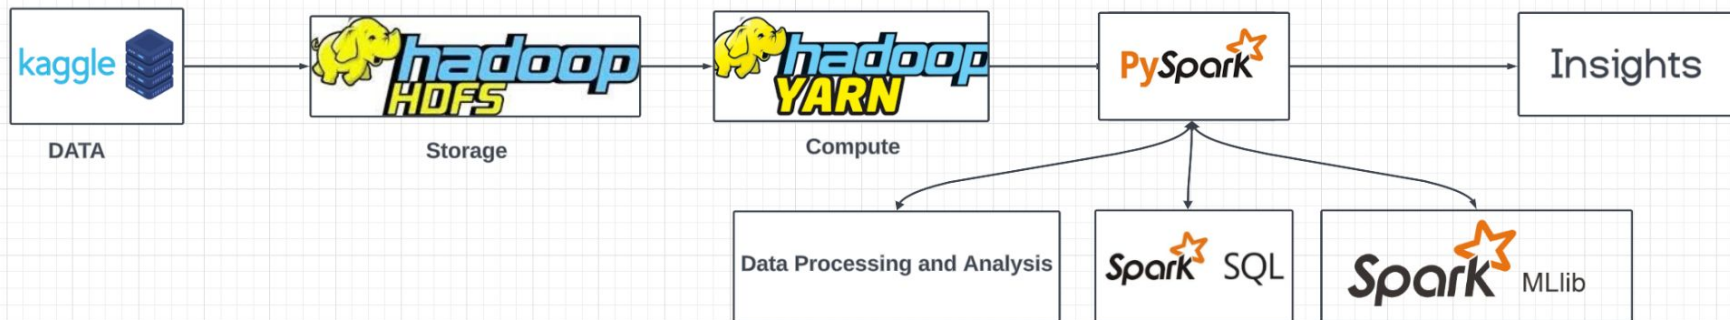 kaggle
DATA
hadoop
HDFS
Storage
hadoop
YARN
Compute
PySpark
Insights
Data Processing and Analysis
Spark SQL
Spark MLlib